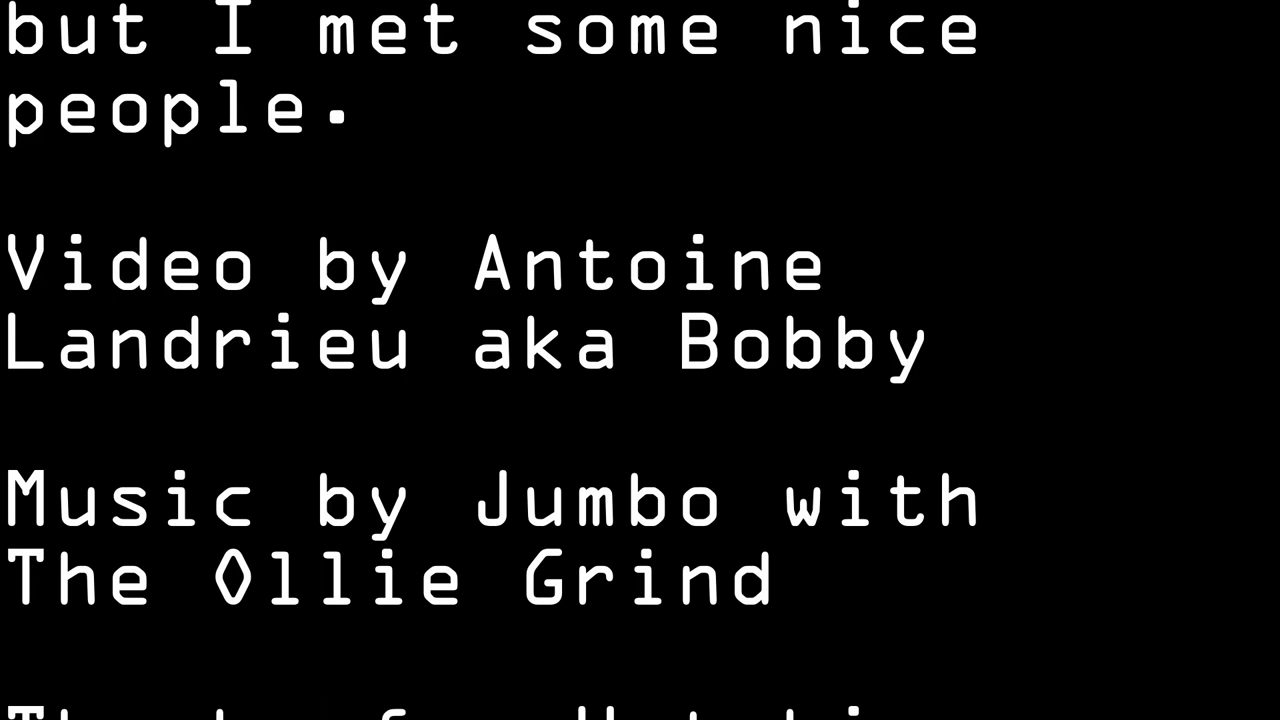 but I met some nice
people.
Video by Antoine
Landrieu aka Bobby
Music by Jumbo with
The Ollie Grind